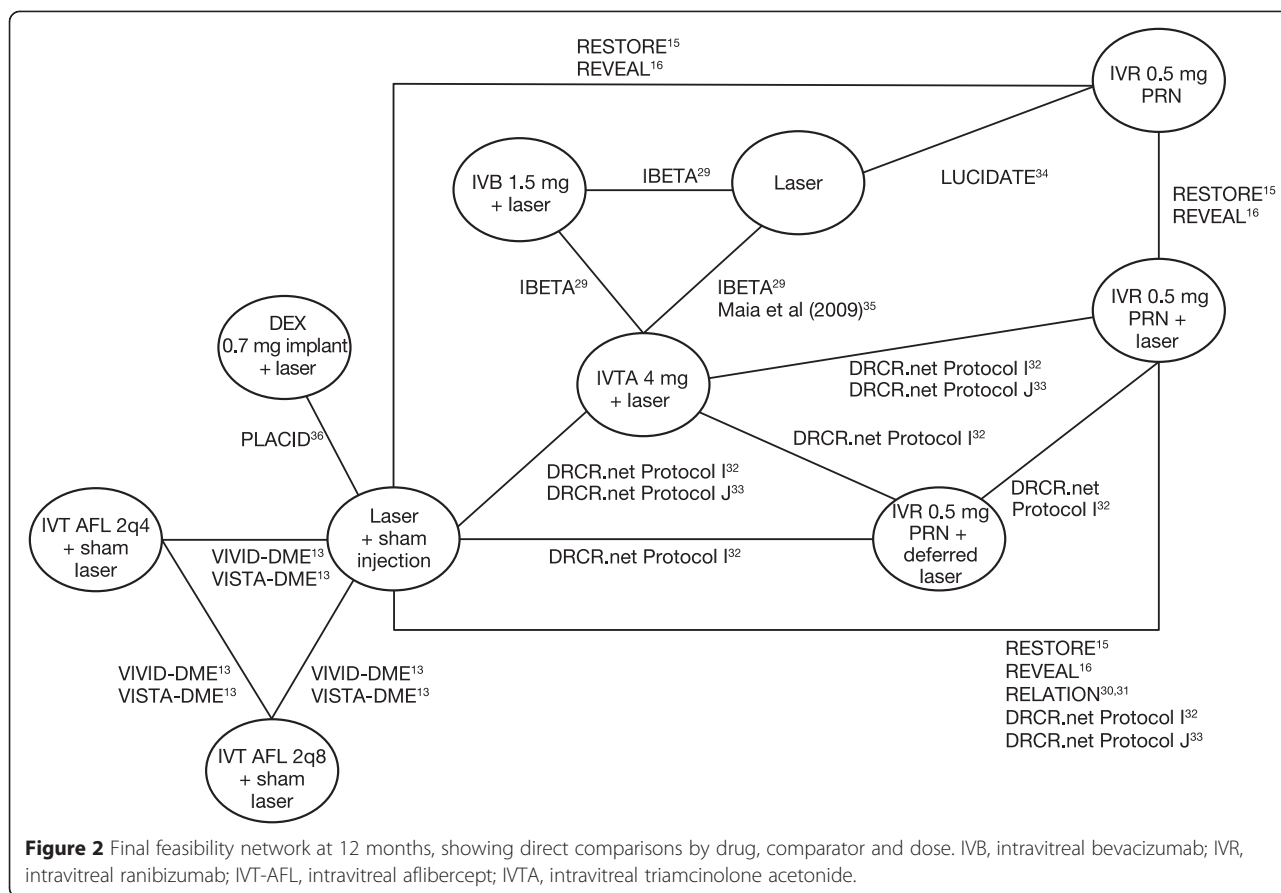 RESTORE15
REVEAL16
IVR 0.5 mg
PRN
IVB 1.5 mg
+ laser
IBETA29
Laser
LUCIDATE34
RESTORE15
REVEAL16
IBETA29
IBETA29
Maia et al (2009)35
DEX
0.7 mg implant
+ laser
IVR 0.5 mg
PRN +
laser
IVTA 4 mg
+ laser
DRCR.net Protocol I32
DRCR.net Protocol J33
PLACID36
DRCR.net Protocol I32
DRCR.net Protocol I32
DRCR.net Protocol J33
DRCR.net
Protocol I32
IVT AFL 2q4
+ sham
laser
VIVID-DME13
VISTA-DME13
Laser
+ sham
injection
DRCR.net Protocol I32
IVR 0.5 mg
PRN +
deferred
laser
VIVID-DME13
VISTA-DME13
VIVID-DME13
VISTA-DME13
RESTORE15
REVEAL16
RELATION30,31
DRCR.net Protocol I32
DRCR.net Protocol J33
IVT AFL 2q8
+ sham
laser
Figure 2 Final feasibility network at 12 months, showing direct comparisons by drug, comparator and dose. IVB, intravitreal bevacizumab; IVR,
intravitreal ranibizumab; IVT-AFL, intravitreal aflibercept; IVTA, intravitreal triamcinolone acetonide.